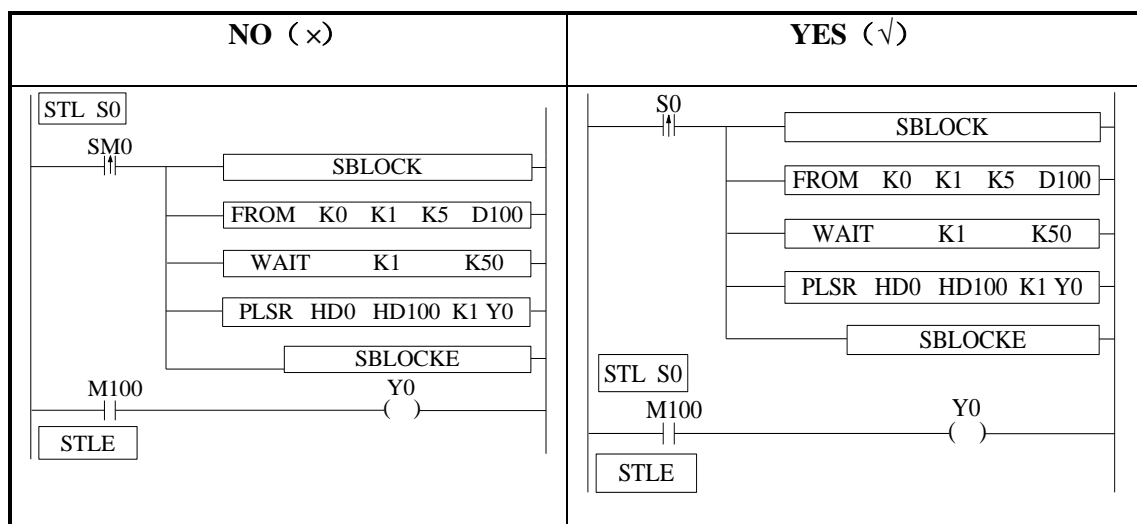 NO（×）
YES（√）
STL S0
SM0
SBLOCK
FROM K0 K1 K5 D100
WAIT K1 K50
PLSR HD0 HD100 K1 Y0
SBLOCKE
M100 Y0
STLE
S0
SBLOCK
FROM K0 K1 K5 D100
WAIT K1 K50
PLSR HD0 HD100 K1 Y0
SBLOCKE
STL S0
M100 Y0
STLE